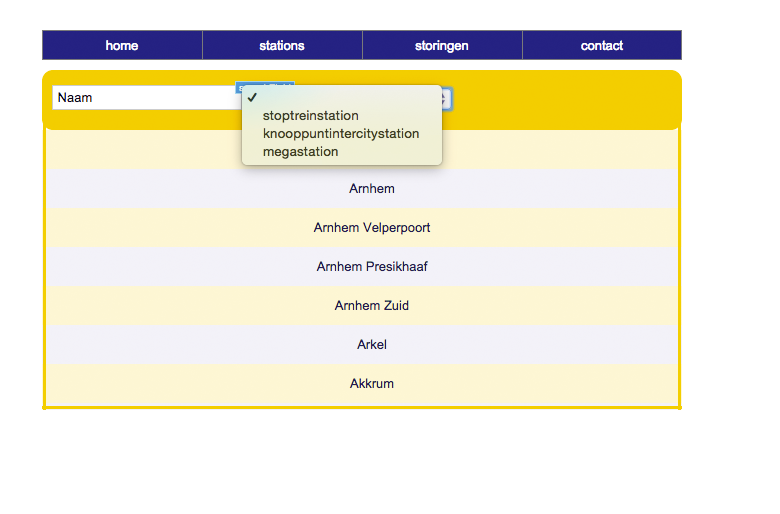 home stations storingen contact
Naam
stoptreinstation
knooppuntintercitystation
megastation
Arnhem
Arnhem Velperpoort
Arnhem Presikhaaf
Arnhem Zuid
Arkel
Akkrum